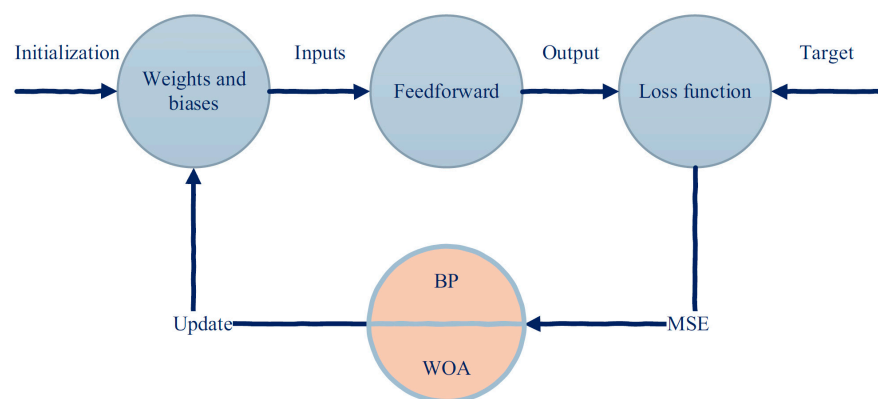 Initialization
Weights and
biases
Inputs
Feedforward
Output
Loss function
Target
BP
WOA
Update
MSE